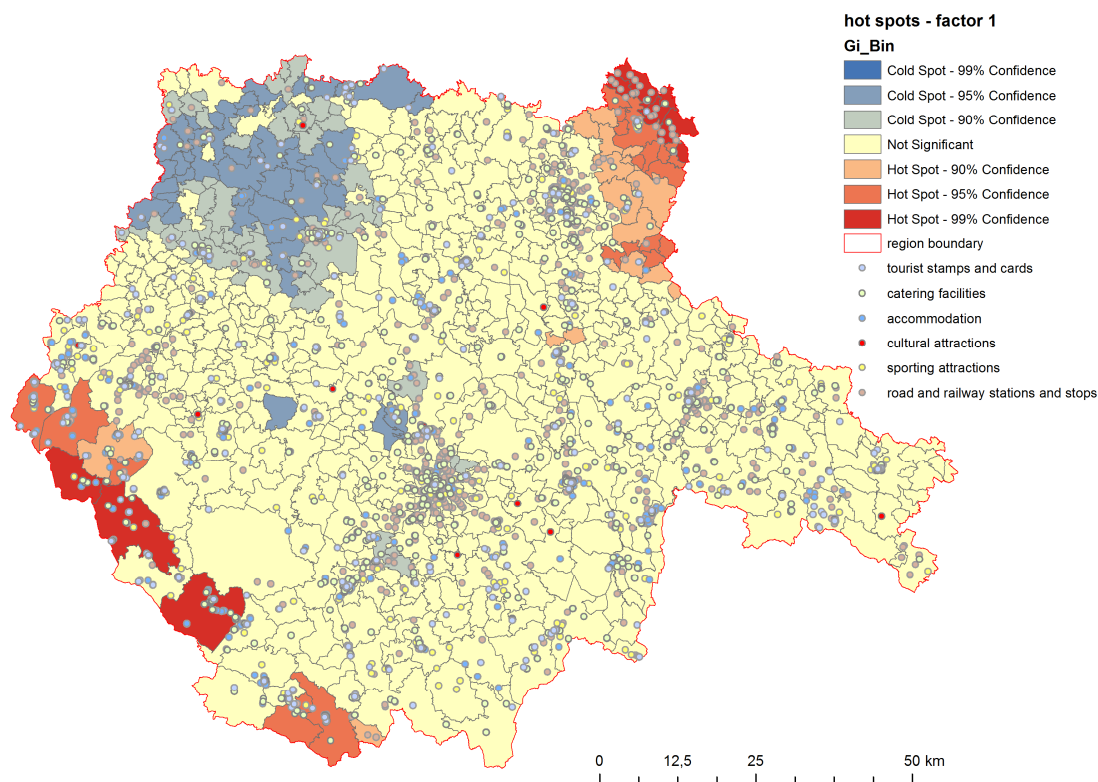 hot spots - factor 1
Gi_Bin
Cold Spot - 99% Confidence
Cold Spot - 95% Confidence
Cold Spot - 90% Confidence
Not Significant
Hot Spot - 90% Confidence
Hot Spot - 95% Confidence
Hot Spot - 99% Confidence
region boundary
tourist stamps and cards
catering facilities
accommodation
cultural attractions
sporting attractions
road and railway stations and stops
0 12,5 25 50 km